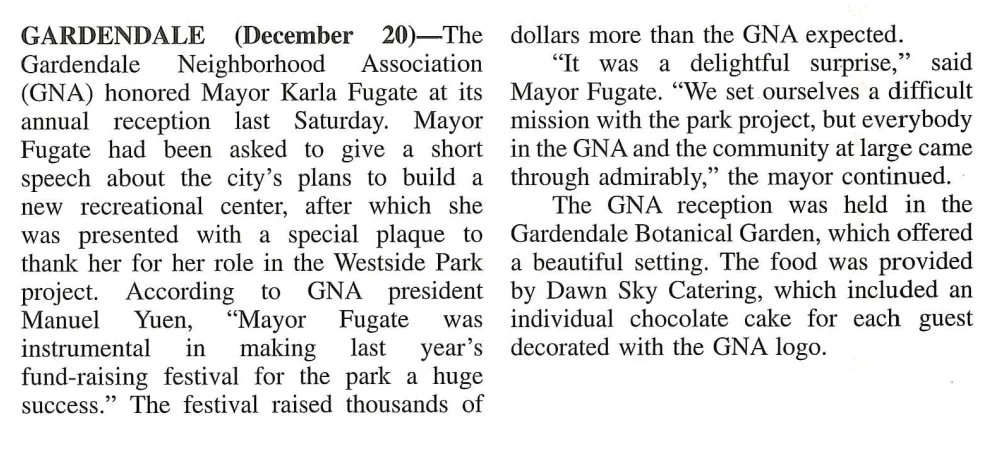 GARDENDALE (December 20)—The
Gardendale Neighborhood Association
(GNA) honored Mayor Karla Fugate at its
annual reception last Saturday. Mayor
Fugate had been asked to give a short
speech about the city's plans to build a
new recreational center, after which she
was presented with a special plaque to
thank her for her role in the Westside Park
project. According to GNA president
Manuel Yuen, "Mayor Fugate was
instrumental in making last year's
fund-raising festival for the park a huge
success." The festival raised thousands of
dollars more than the GNA expected.
"It was a delightful surprise," said
Mayor Fugate. "We set ourselves a difficult
mission with the park project, but everybody
in the GNA and the community at large came
through admirably," the mayor continued.
The GNA reception was held in the
Gardendale Botanical Garden, which offered
a beautiful setting. The food was provided
by Dawn Sky Catering, which included an
individual chocolate cake for each guest
decorated with the GNA logo.